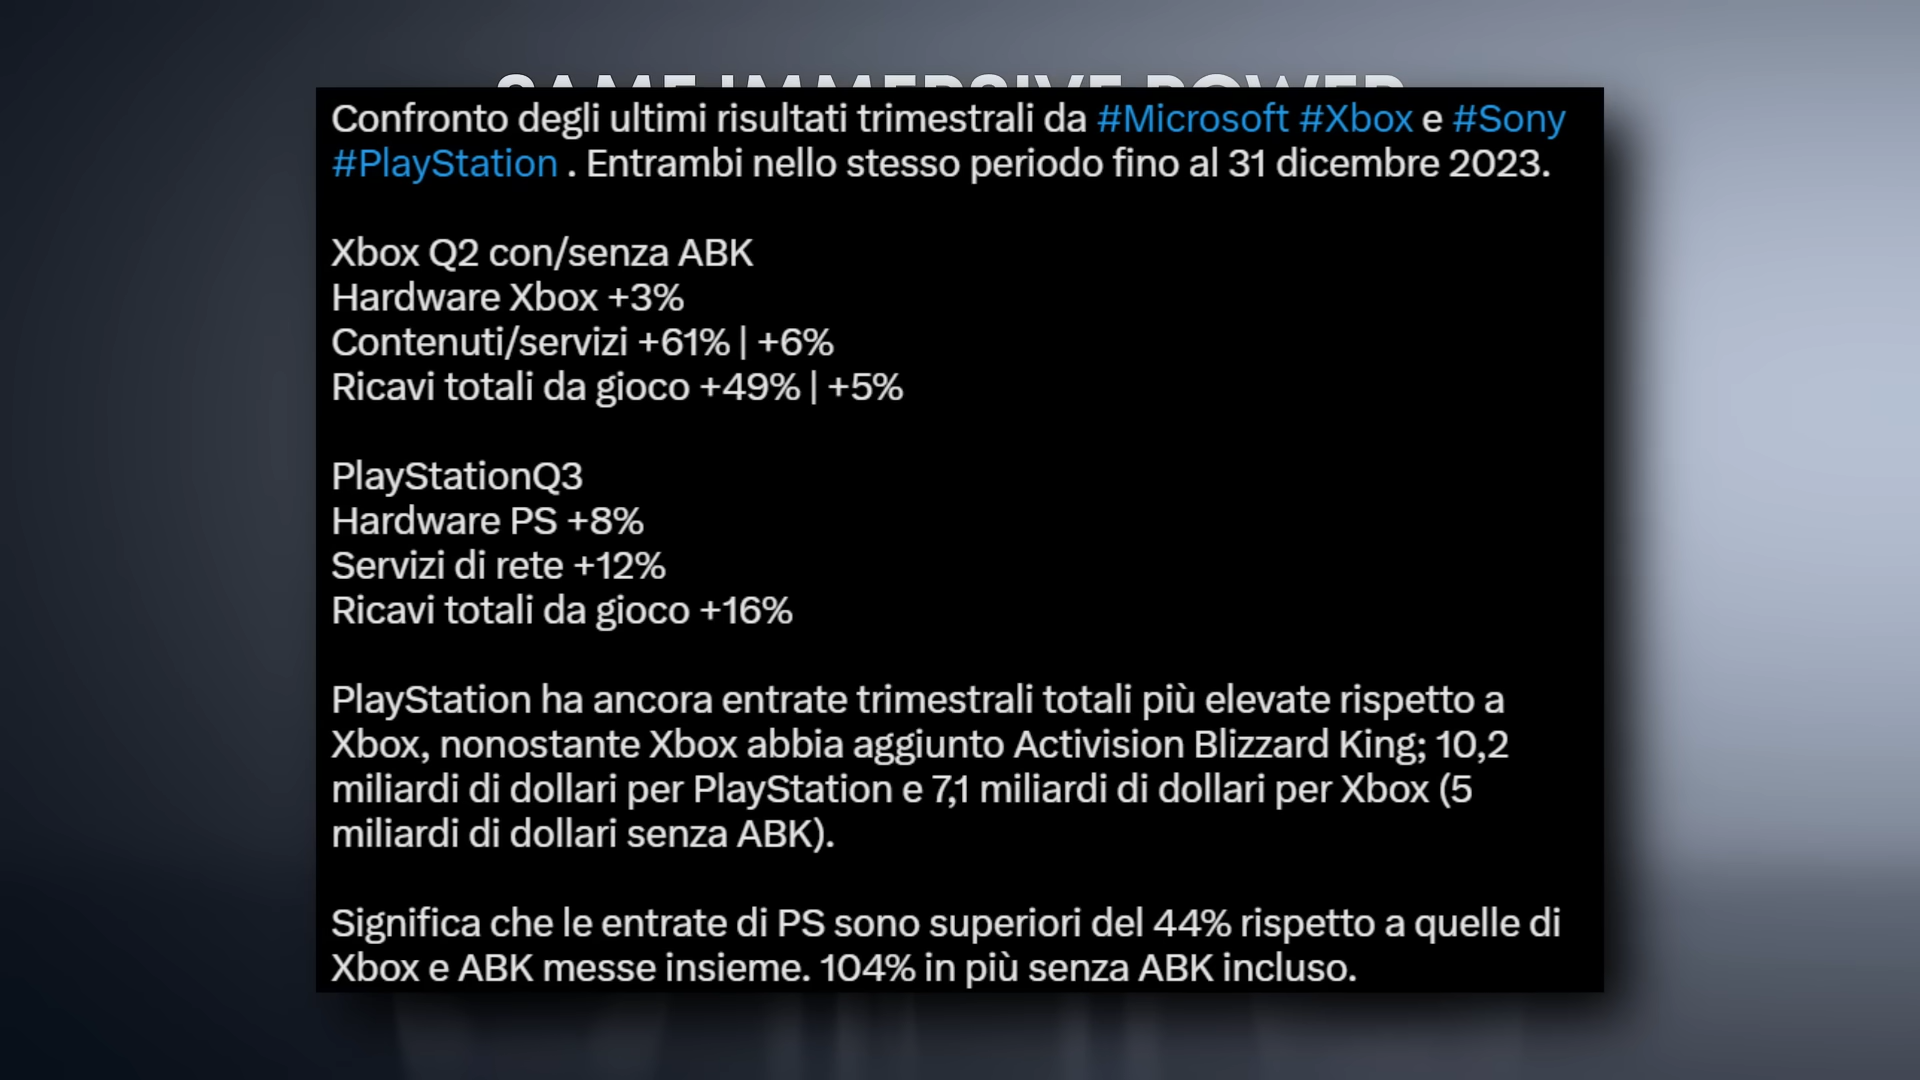 SAME IMMERSIVE POWER
Confronto degli ultimi risultati trimestrali da #Microsoft #Xbox e #Sony
#PlayStation . Entrambi nello stesso periodo fino al 31 dicembre 2023.
Xbox Q2 con/senza ABK
Hardware Xbox +3%
Contenuti/servizi +61% | +6%
Ricavi totali da gioco +49% | +5%
PlayStationQ3
Hardware PS +8%
Servizi di rete +12%
Ricavi totali da gioco +16%
PlayStation ha ancora entrate trimestrali totali più elevate rispetto a
Xbox, nonostante Xbox abbia aggiunto Activision Blizzard King; 10,2
miliardi di dollari per PlayStation e 7,1 miliardi di dollari per Xbox (5
miliardi di dollari senza ABK).
Significa che le entrate di PS sono superiori del 44% rispetto a quelle di
Xbox e ABK messe insieme. 104% in più senza ABK incluso.